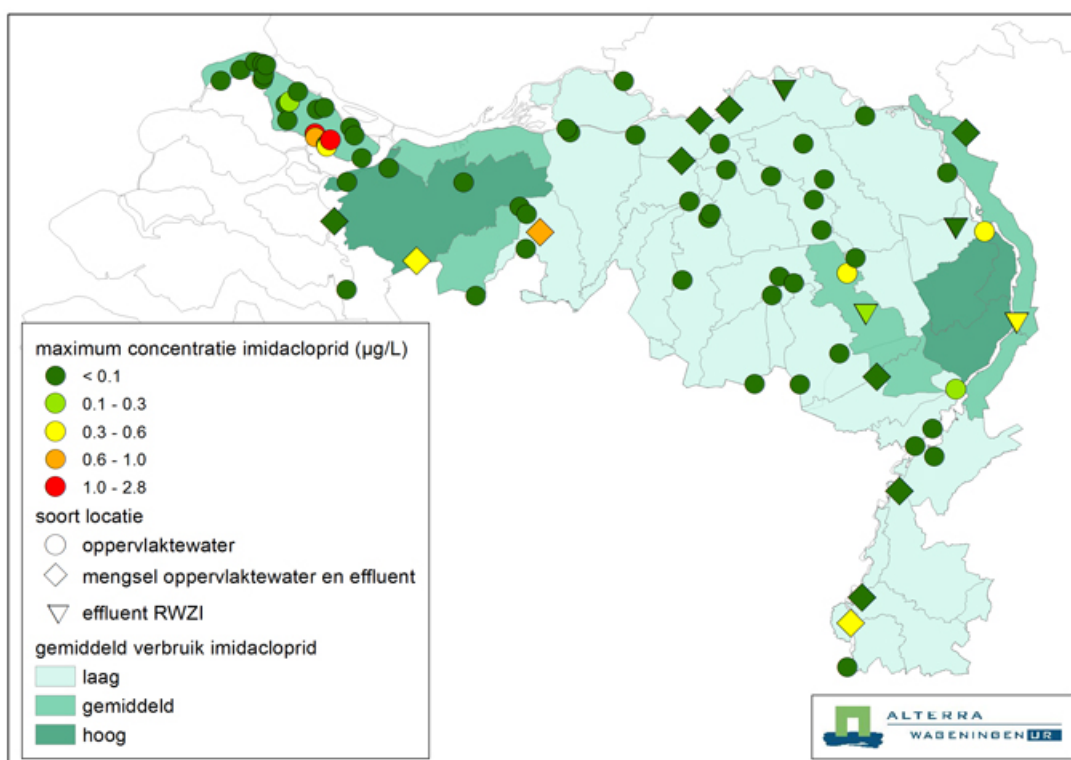 maximum concentratie imidacloprid (µg/L)
< 0.1
0.1 - 0.3
0.3 - 0.6
0.6 - 1.0
1.0 - 2.8
soort locatie
oppervlaktewater
mengsel oppervlaktewater en effluent
effluent RWZI
gemiddeld verbruik imidacloprid
laag
gemiddeld
hoog
ALTERRA
WAGENINGEN UR